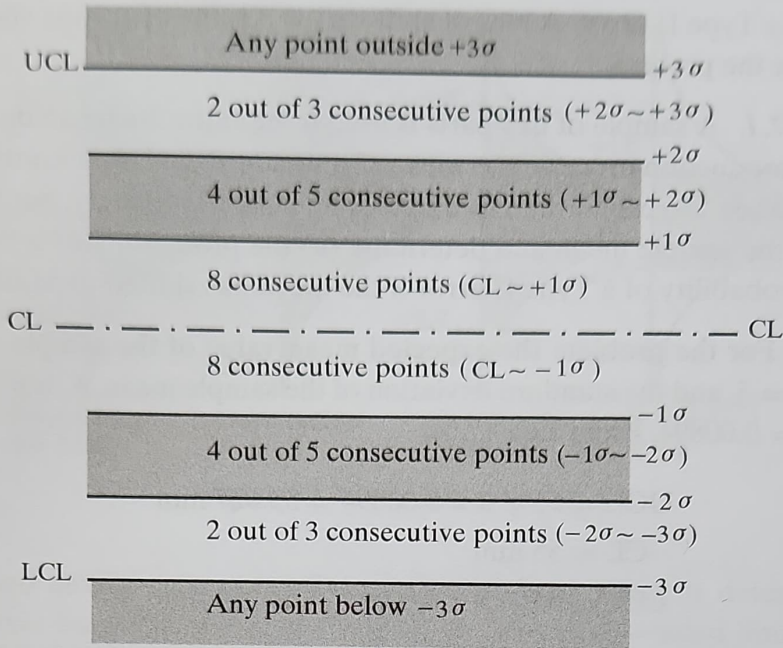 Any point outside +3σ
UCL
+3σ
2 out of 3 consecutive points (+2σ~+3σ)
+2σ
4 out of 5 consecutive points (+1σ~+2σ)
+1σ
8 consecutive points (CL~+1σ)
CL
CL
8 consecutive points (CL~−1σ)
−1σ
4 out of 5 consecutive points (−1σ~−2σ)
−2σ
2 out of 3 consecutive points (−2σ~−3σ)
LCL
−3σ
Any point below −3σ